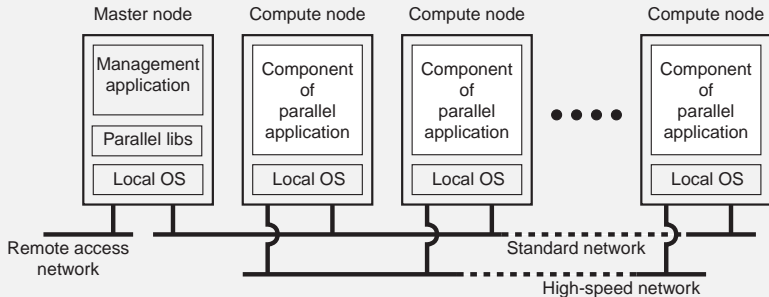 Master node
Compute node
Compute node
Compute node
Management
application
Parallel libs
Local OS
Component
of
parallel
application
Local OS
Component
of
parallel
application
Local OS
Component
of
parallel
application
Local OS
Remote access
network
Standard network
High-speed network